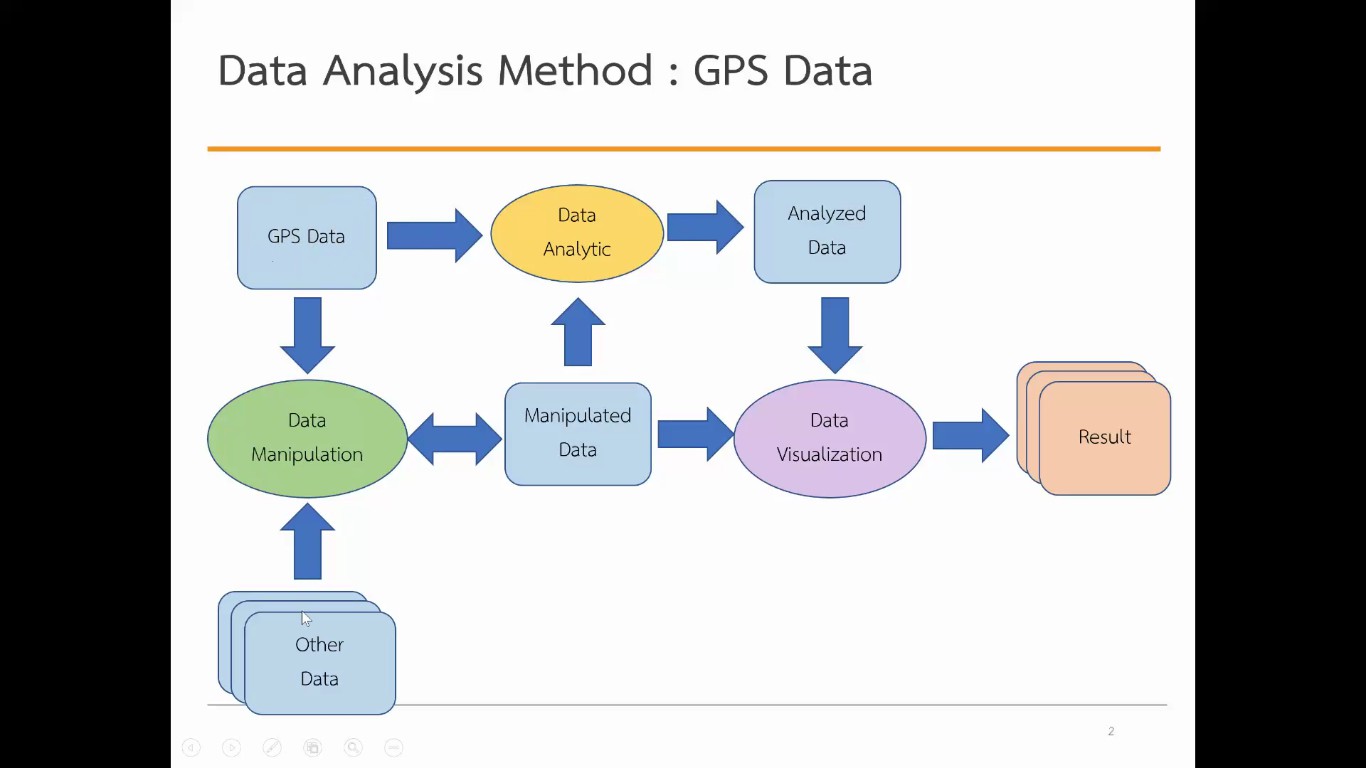 Data Analysis Method : GPS Data
GPS Data
Data
Analytic
Analyzed
Data
Data
Manipulation
Manipulated
Data
Data
Visualization
Result
Other
Data
2